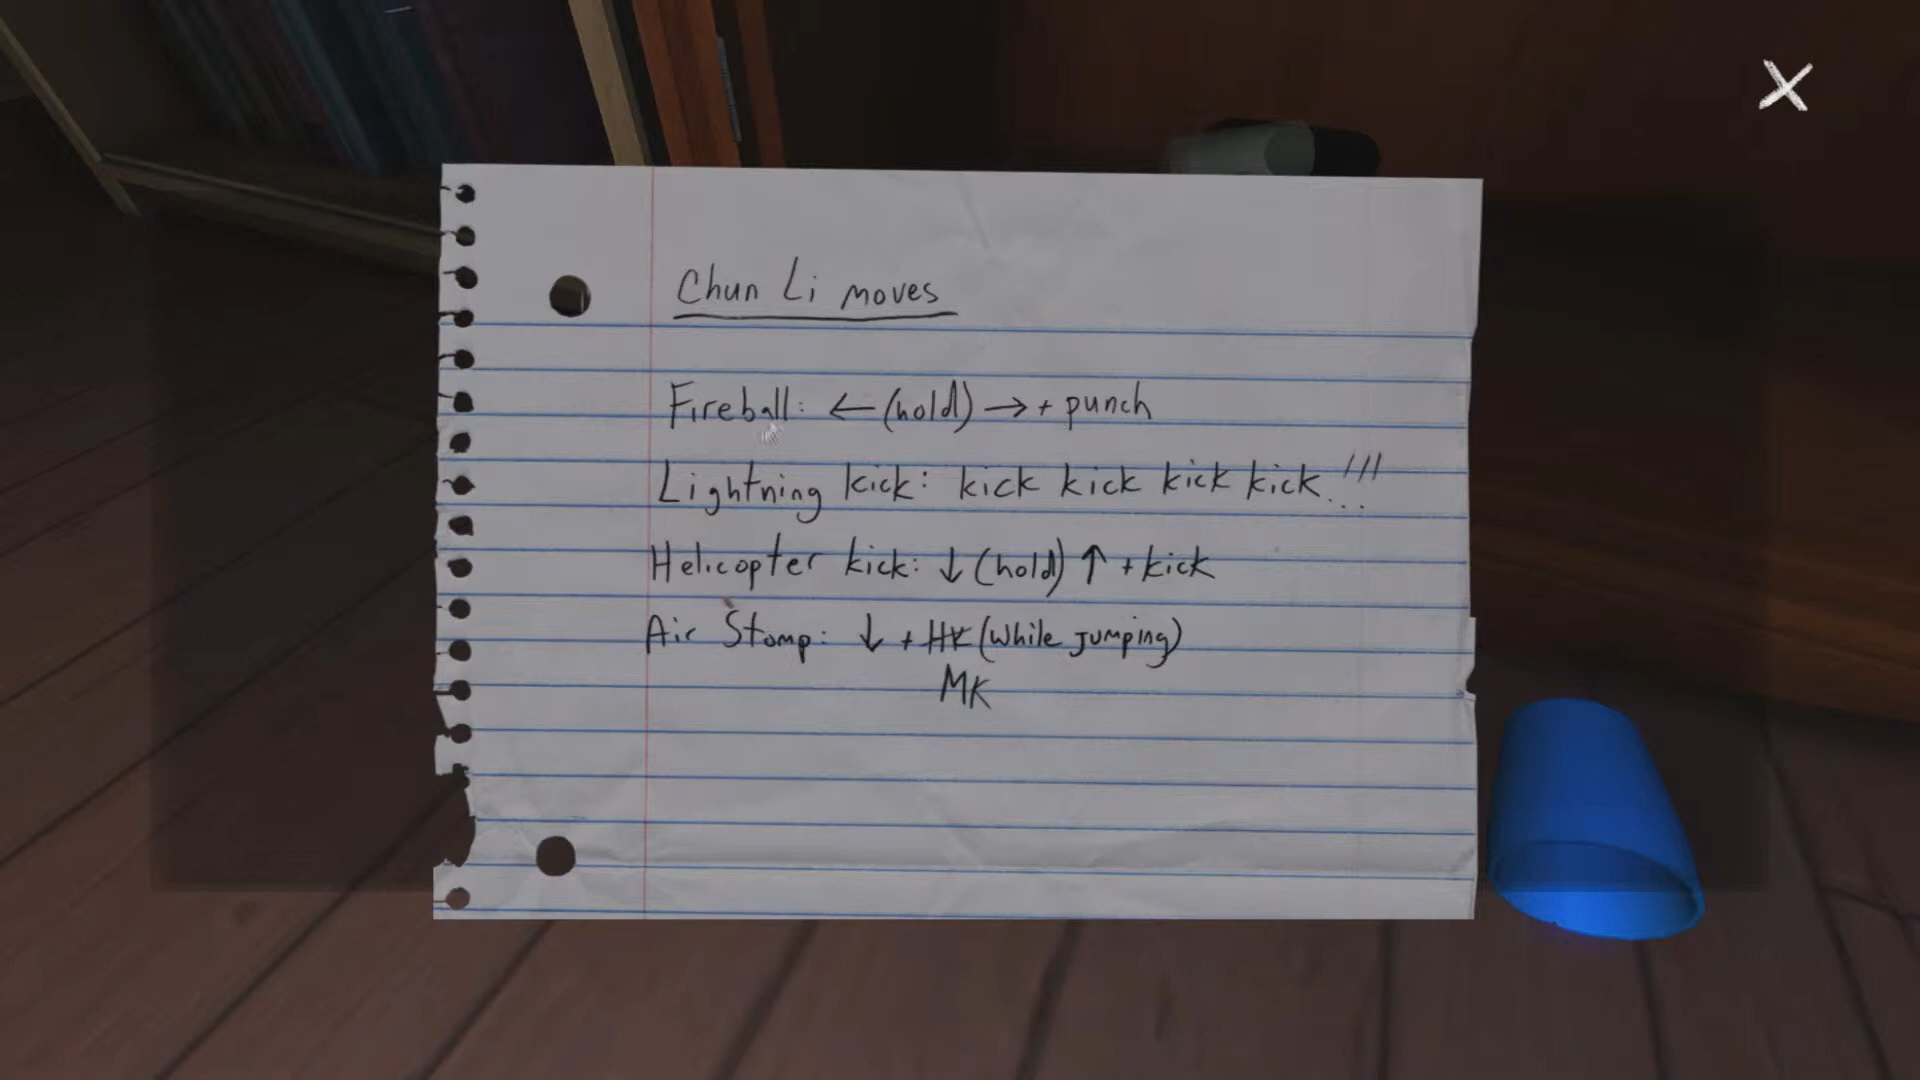 Chun Li moves
Fireball: ← (hold) → + punch
Lightning kick: kick kick kick kick!!!
Helicopter kick: ↓ (hold) ↑ + kick
Air Stomp: ↓ + HK (while jumping)
MK